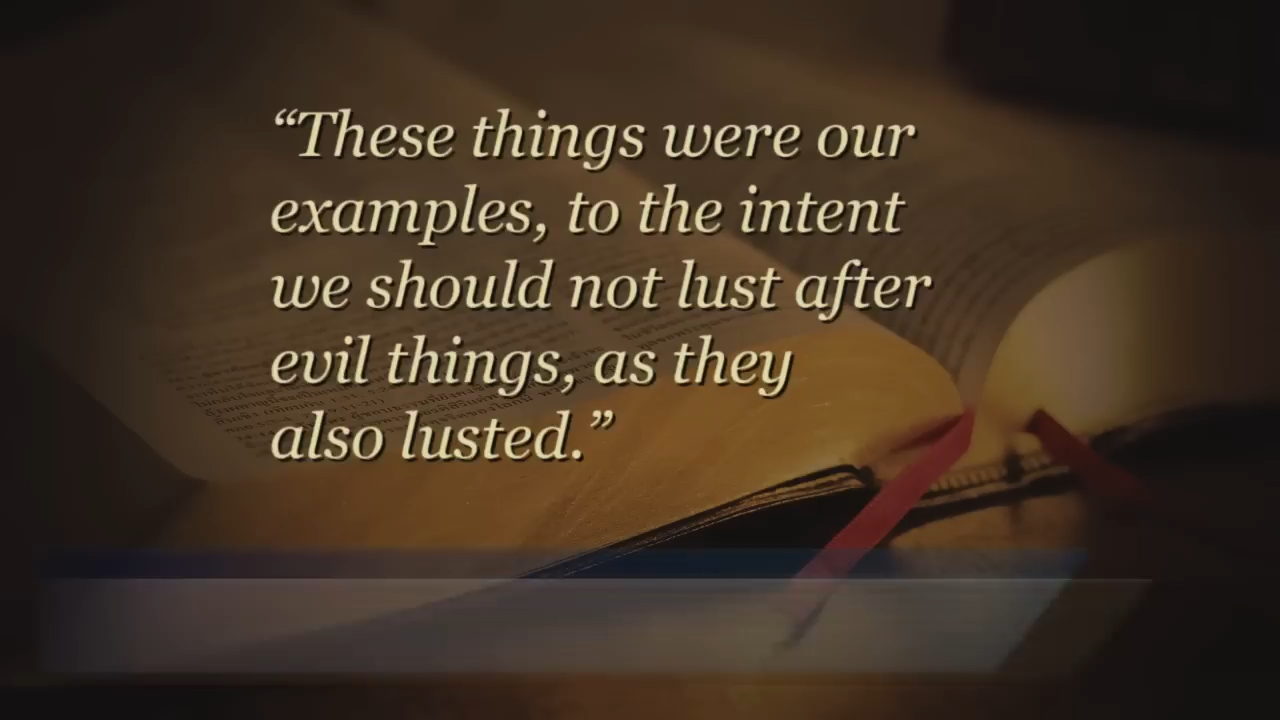 “These things were our
examples, to the intent
we should not lust after
evil things, as they
also lusted.”